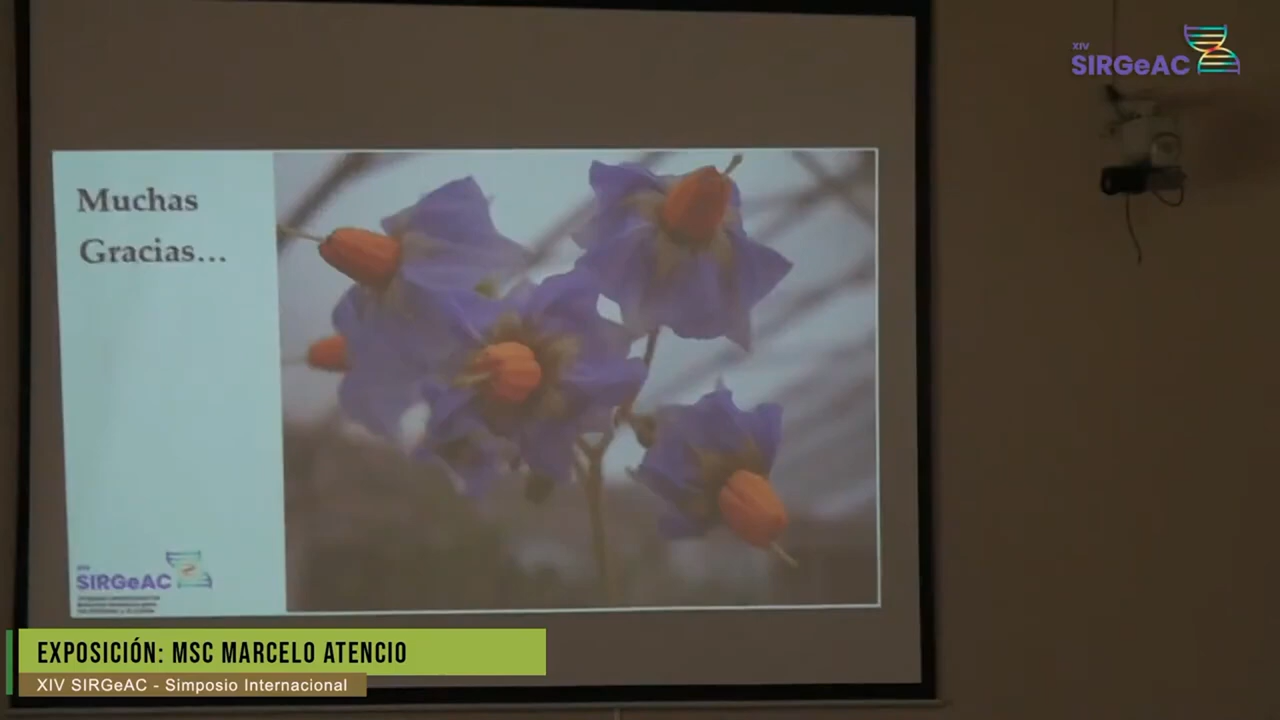 XIV
SIRGeAC
Muchas
Gracias...
SIRGeAC
EXPOSICIÓN: MSC MARCELO ATENCIO
XIV SIRGeAC - Simposio Internacional